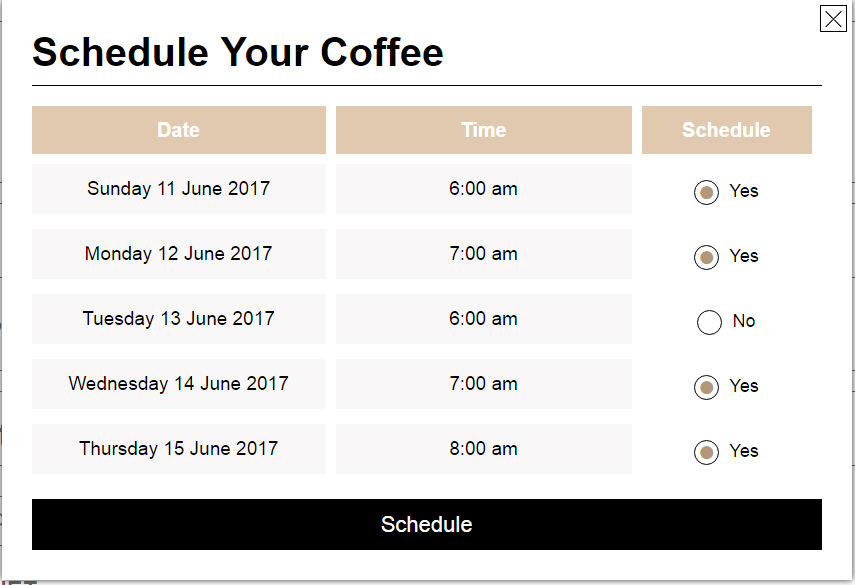 Schedule Your Coffee
Date Time Schedule
Sunday 11 June 2017 6:00 am Yes
Monday 12 June 2017 7:00 am Yes
Tuesday 13 June 2017 6:00 am No
Wednesday 14 June 2017 7:00 am Yes
Thursday 15 June 2017 8:00 am Yes
Schedule